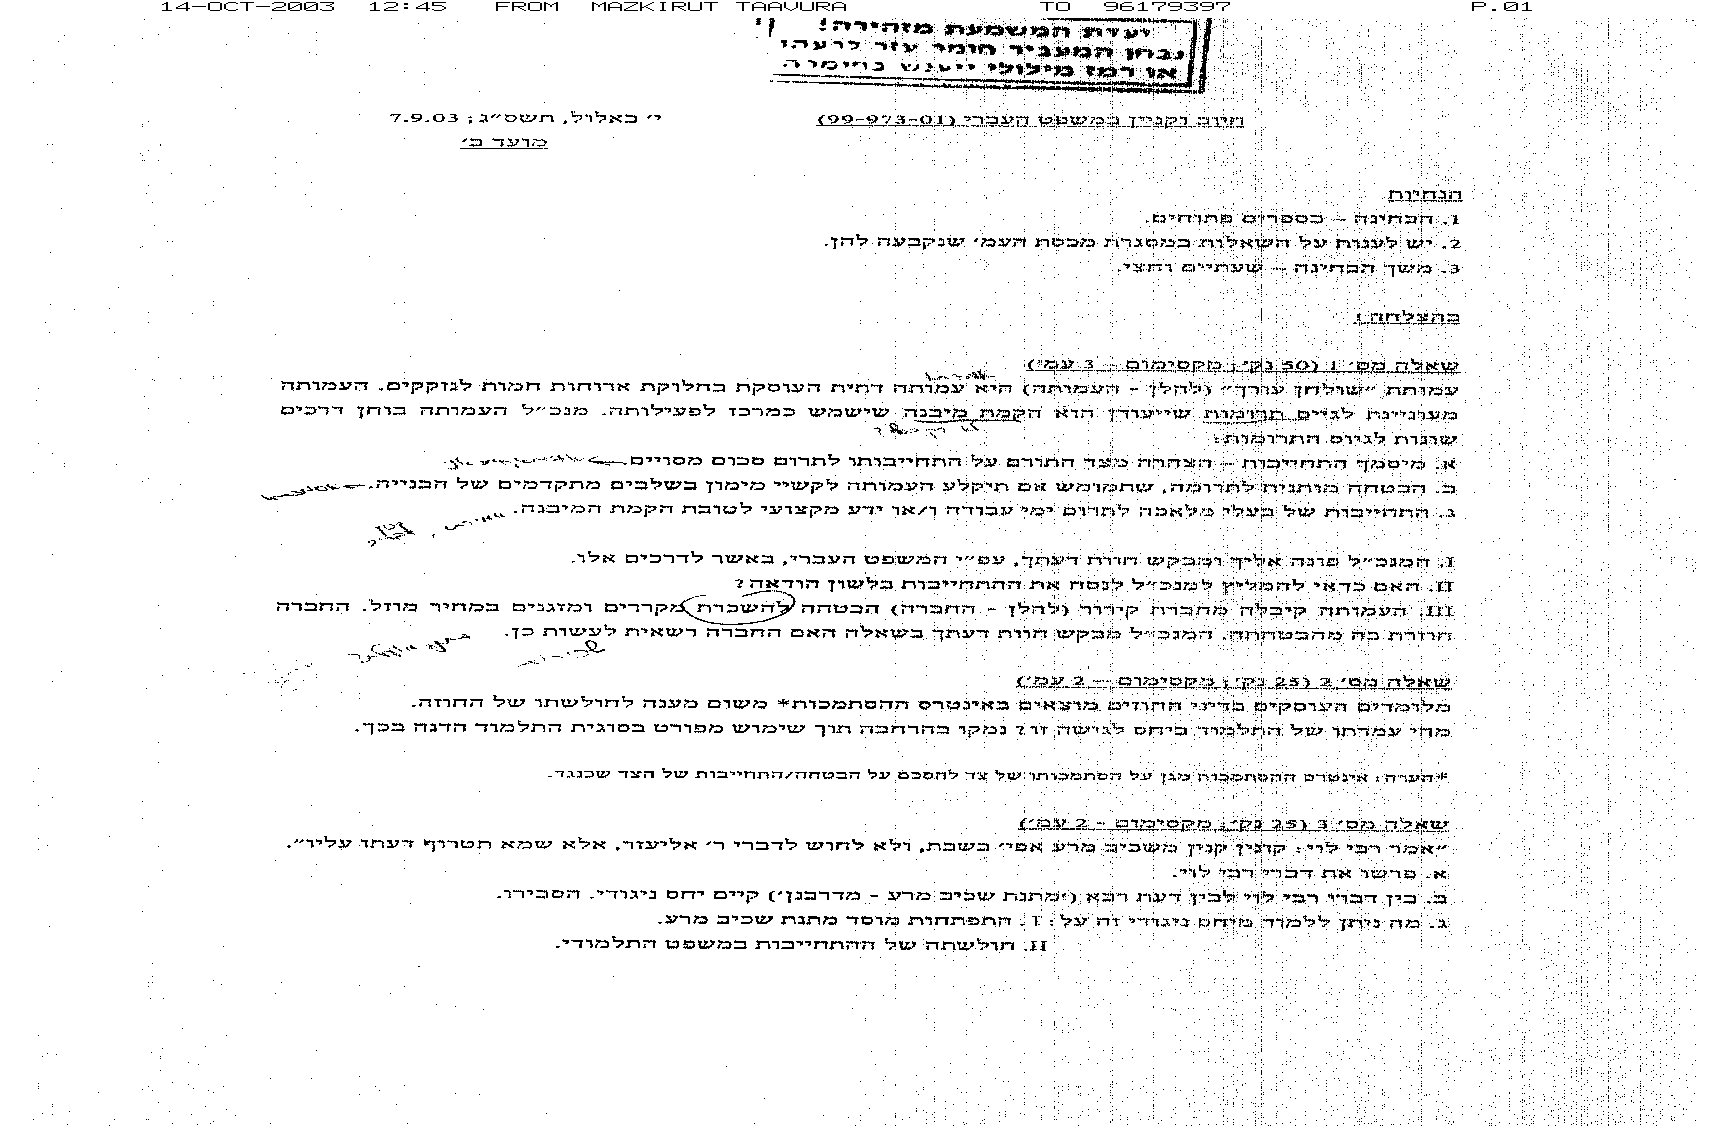 14-OCT-2003 12:45 FROM MAZKIRUT TAAVURA TO 96179397 P.01
ועדת המשמעת מזהירה!
נבחן המעביר חומר עזר לרעהו
או רמז מילולי ייענש בחומרה
חיוב וקניין במשפט העברי (99-973-01) י׳ באלול, תשס״ג; 7.9.03
מועד ב׳
הנחיות
1. הבחינה – בספרים פתוחים.
2. יש לענות על השאלות במסגרת מכסת העמ׳ שנקבעה להן.
3. משך הבחינה – שעתיים וחצי.
בהצלחה!
שאלה מס׳ 1 (50 נק׳; מקסימום – 3 עמ׳)
עמותת ״שולחן ערוך״ (להלן - העמותה) היא עמותה דתית העוסקת בחלוקת ארוחות חמות לנזקקים. העמותה
מעוניינת לגייס תרומות שייעודן הוא הקמת מיבנה שישמש כמרכז לפעילותה. מנכ״ל העמותה בוחן דרכים
שונות לגיוס התרומות:
א. מיסמך התחייבות – הצהרה מצד התורם על התחייבותו לתרום סכום מסויים.
ב. הבטחה מותנית לתרומה, שתמומש אם תיקלע העמותה לקשיי מימון בשלבים מתקדמים של הבנייה.
ג. התחייבות של בעלי מלאכה לתרום ימי עבודה ו/או ידע מקצועי לטובת הקמת המיבנה.
I. המנכ״ל פונה אליך ומבקש חוות דעתך, עפ״י המשפט העברי, באשר לדרכים אלו.
II. האם כדאי להמליץ למנכ״ל לנסח את ההתחייבות בלשון הודאה?
III. העמותה קיבלה מחברת קירור (להלן - החברה) הבטחה להשכרת מקררים ומזגנים במחיר מוזל. החברה
חוזרת בה מהבטחתה. המנכ״ל מבקש חוות דעתך בשאלה האם החברה רשאית לעשות כן.
שאלה מס׳ 2 (25 נק׳; מקסימום – 2 עמ׳)
מלומדים העוסקים בדיני החוזים מוצאים באינטרס ההסתמכות* משום מענה לחולשתו של החוזה.
מהי עמדתו של התלמוד ביחס לגישה זו? נמקו בהרחבה תוך שימוש מפורט בסוגית התלמוד הדנה בכך.
*הערה: אינטרס ההסתמכות מגן על הסתמכותו של צד להסכם על הבטחה/התחייבות של הצד שכנגד.
שאלה מס׳ 3 (25 נק׳; מקסימום - 2 עמ׳)
״אמר רבי לוי: קונין קנין משכיב מרע אפי׳ בשבת, ולא לחוש לדברי ר׳ אליעזר, אלא שמא תטרוף דעתו עליו״.
א. פרשו את דברי רבי לוי.
ב. בין דברי רבי לוי לבין דעת רבא (׳מתנת שכיב מרע - מדרבנן׳) קיים יחס ניגודי. הסבירו.
ג. מה ניתן ללמוד מיחס ניגודי זה על: I. התפתחות מוסד מתנת שכיב מרע.
II. חולשתה של ההתחייבות במשפט התלמודי.